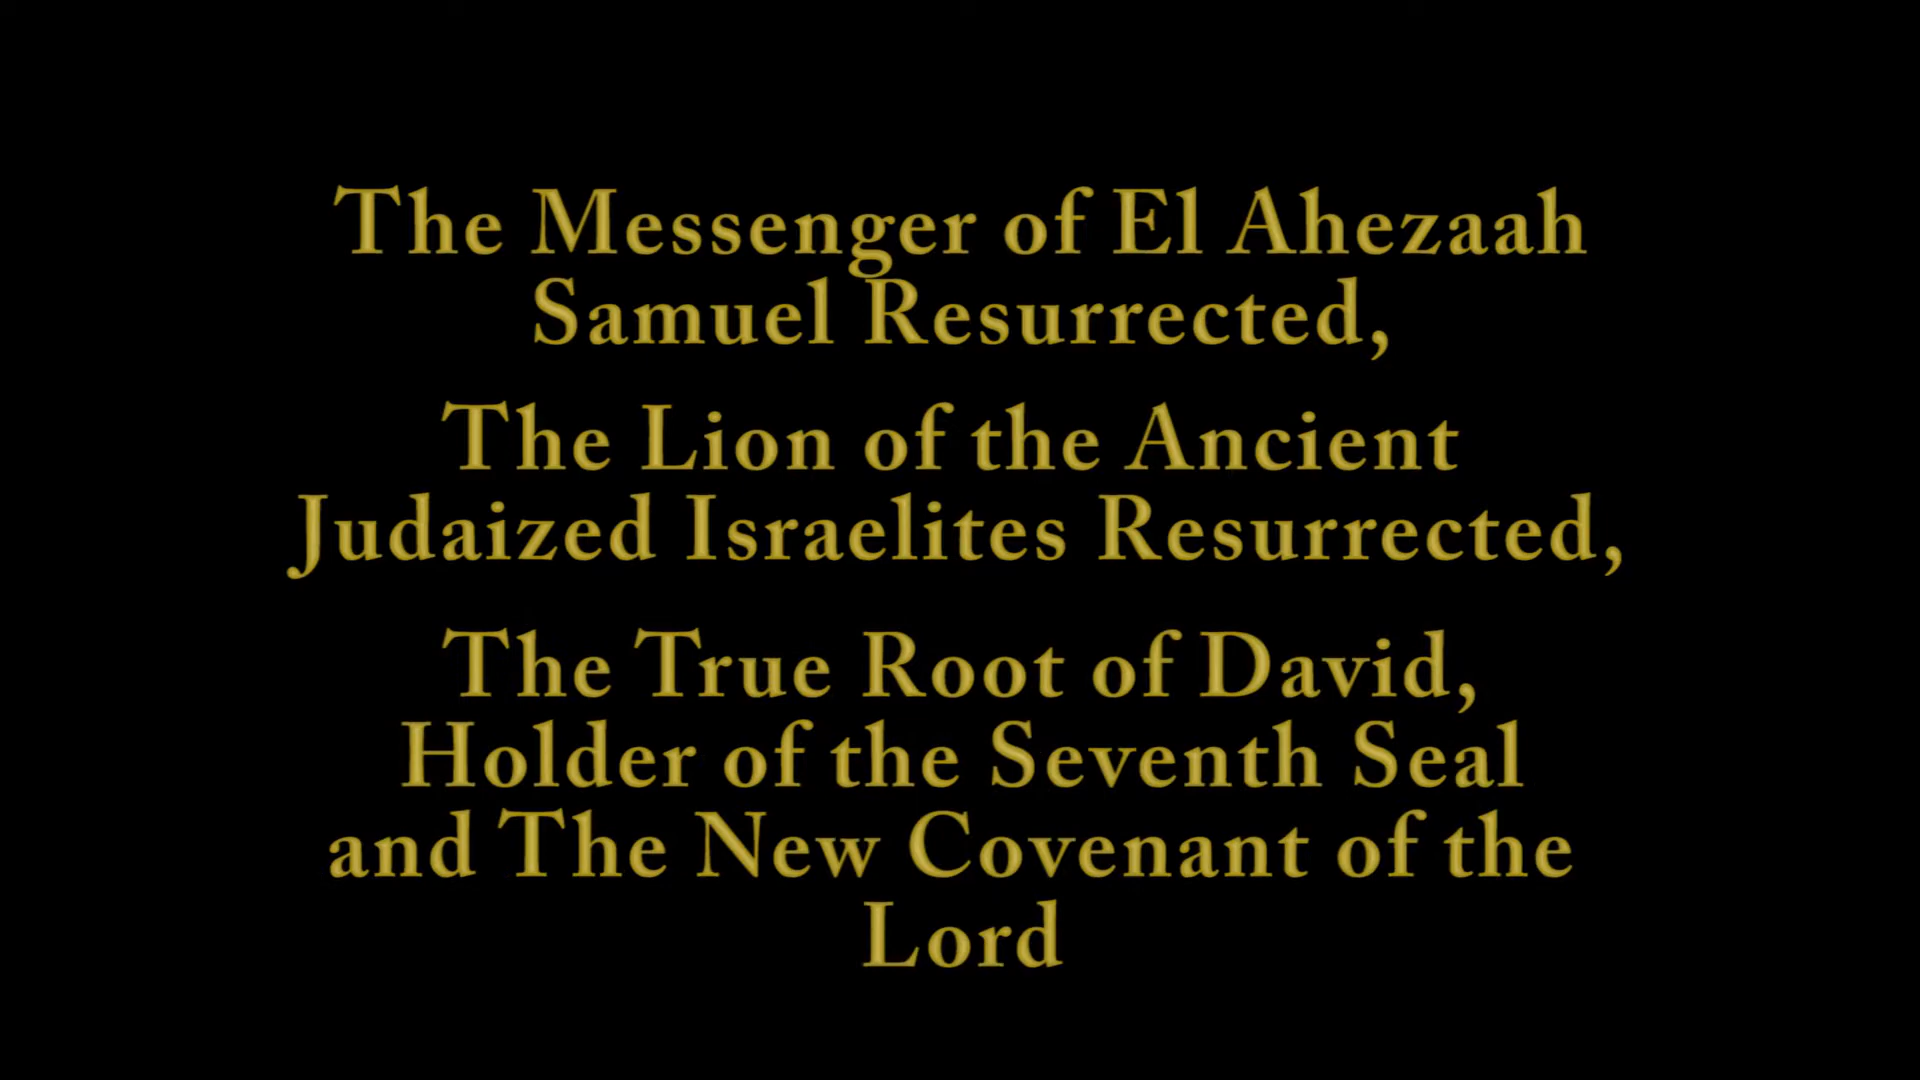 The Messenger of El Ahezaah
Samuel Resurrected,
The Lion of the Ancient
Judaized Israelites Resurrected,
The True Root of David,
Holder of the Seventh Seal
and The New Covenant of the
Lord